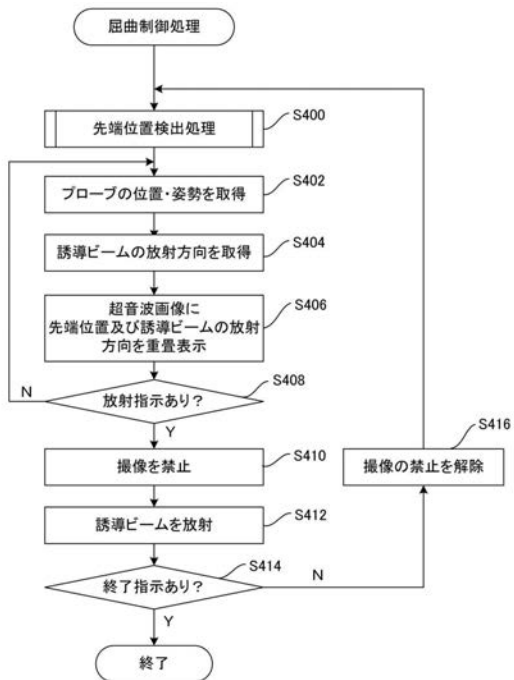 屈曲制御処理
先端位置検出処理
S400
プローブの位置・姿勢を取得
S402
誘導ビームの放射方向を取得
S404
超音波画像に
先端位置及び誘導ビームの放射
方向を重畳表示
S406
放射指示あり?
S408
N
Y
撮像を禁止
S410
撮像の禁止を解除
S416
誘導ビームを放射
S412
終了指示あり?
S414
N
Y
終了